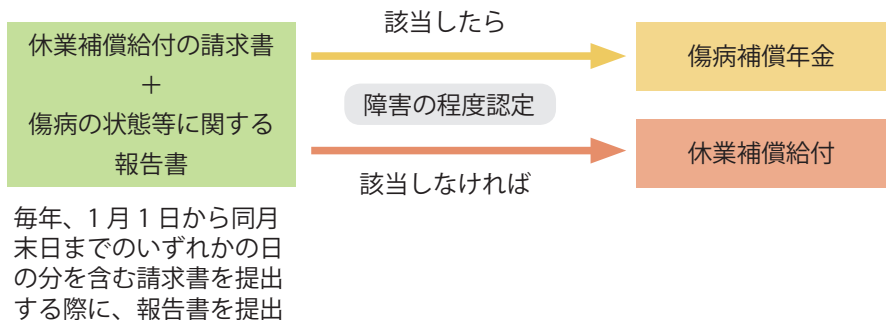 休業補償給付の請求書
＋
傷病の状態等に関する
報告書
毎年、1月1日から同月
末日までのいずれかの日
の分を含む請求書を提出
する際に、報告書を提出
該当したら
障害の程度認定
該当しなければ
傷病補償年金
休業補償給付